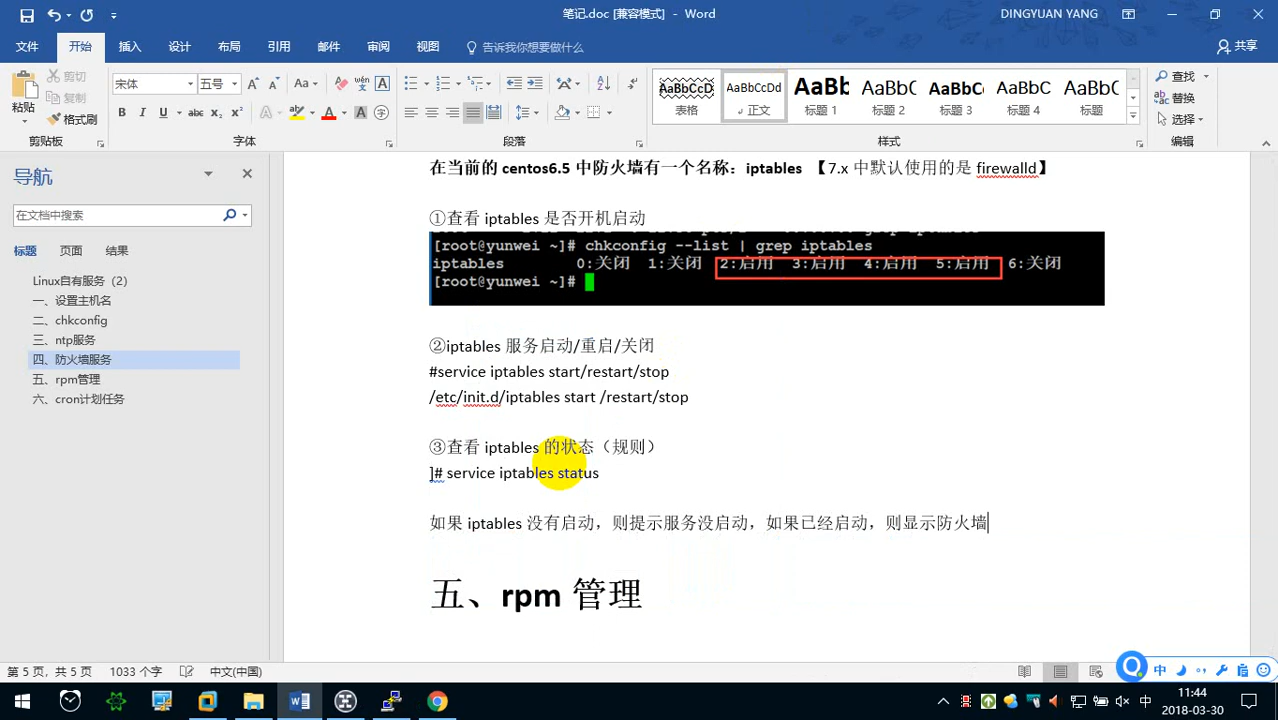 笔记.doc [兼容模式] - Word
DINGYUAN YANG
文件 开始 插入 设计 布局 引用 邮件 审阅 视图 告诉我你想要做什么 共享
粘贴 剪切 复制 格式刷
宋体 五号
AaBbCcD AaBbCcDd AaBb AaBbC AaBbC AaBbC AaBbC
表格 正文 标题 1 标题 2 标题 3 标题 4 标题
查找 替换 选择
剪贴板 字体 段落 样式 编辑
导航
在文档中搜索
标题 页面 结果
Linux自有服务（2）
一、设置主机名
二、chkconfig
三、ntp服务
四、防火墙服务
五、rpm管理
六、cron计划任务
在当前的 centos6.5 中防火墙有一个名称：iptables 【7.x 中默认使用的是 firewalld】
①查看 iptables 是否开机启动
[root@yunwei ~]# chkconfig --list | grep iptables
iptables 0:关闭 1:关闭 2:启用 3:启用 4:启用 5:启用 6:关闭
[root@yunwei ~]#
②iptables 服务启动/重启/关闭
#service iptables start/restart/stop
/etc/init.d/iptables start /restart/stop
③查看 iptables 的状态（规则）
]# service iptables status
如果 iptables 没有启动，则提示服务没启动，如果已经启动，则显示防火墙
五、rpm 管理
第 5 页，共 5 页 1033 个字 中文(中国)
中
中 11:44
2018-03-30